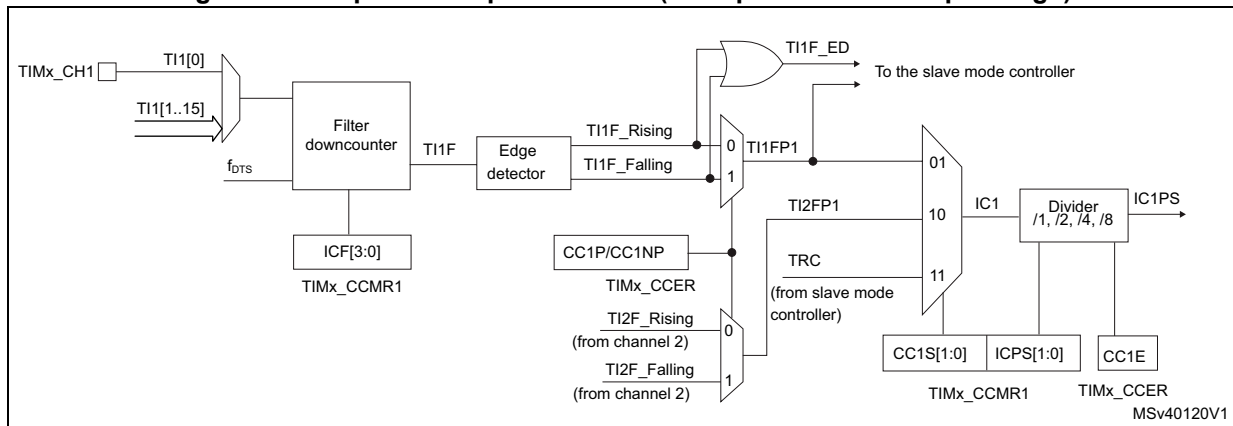 TI1[0]
TIMx_CH1
TI1[1..15]
fDTS
Filter
downcounter
ICF[3:0]
TIMx_CCMR1
TI1F
Edge
detector
TI1F_Rising
TI1F_Falling
TI1F_ED
To the slave mode controller
0
1
TI1FP1
CC1P/CC1NP
TIMx_CCER
TI2F_Rising
(from channel 2)
TI2F_Falling
(from channel 2)
0
1
TI2FP1
TRC
(from slave mode
controller)
01
10
11
IC1
Divider
/1, /2, /4, /8
IC1PS
CC1S[1:0]
ICPS[1:0]
CC1E
TIMx_CCMR1
TIMx_CCER
MSv40120V1